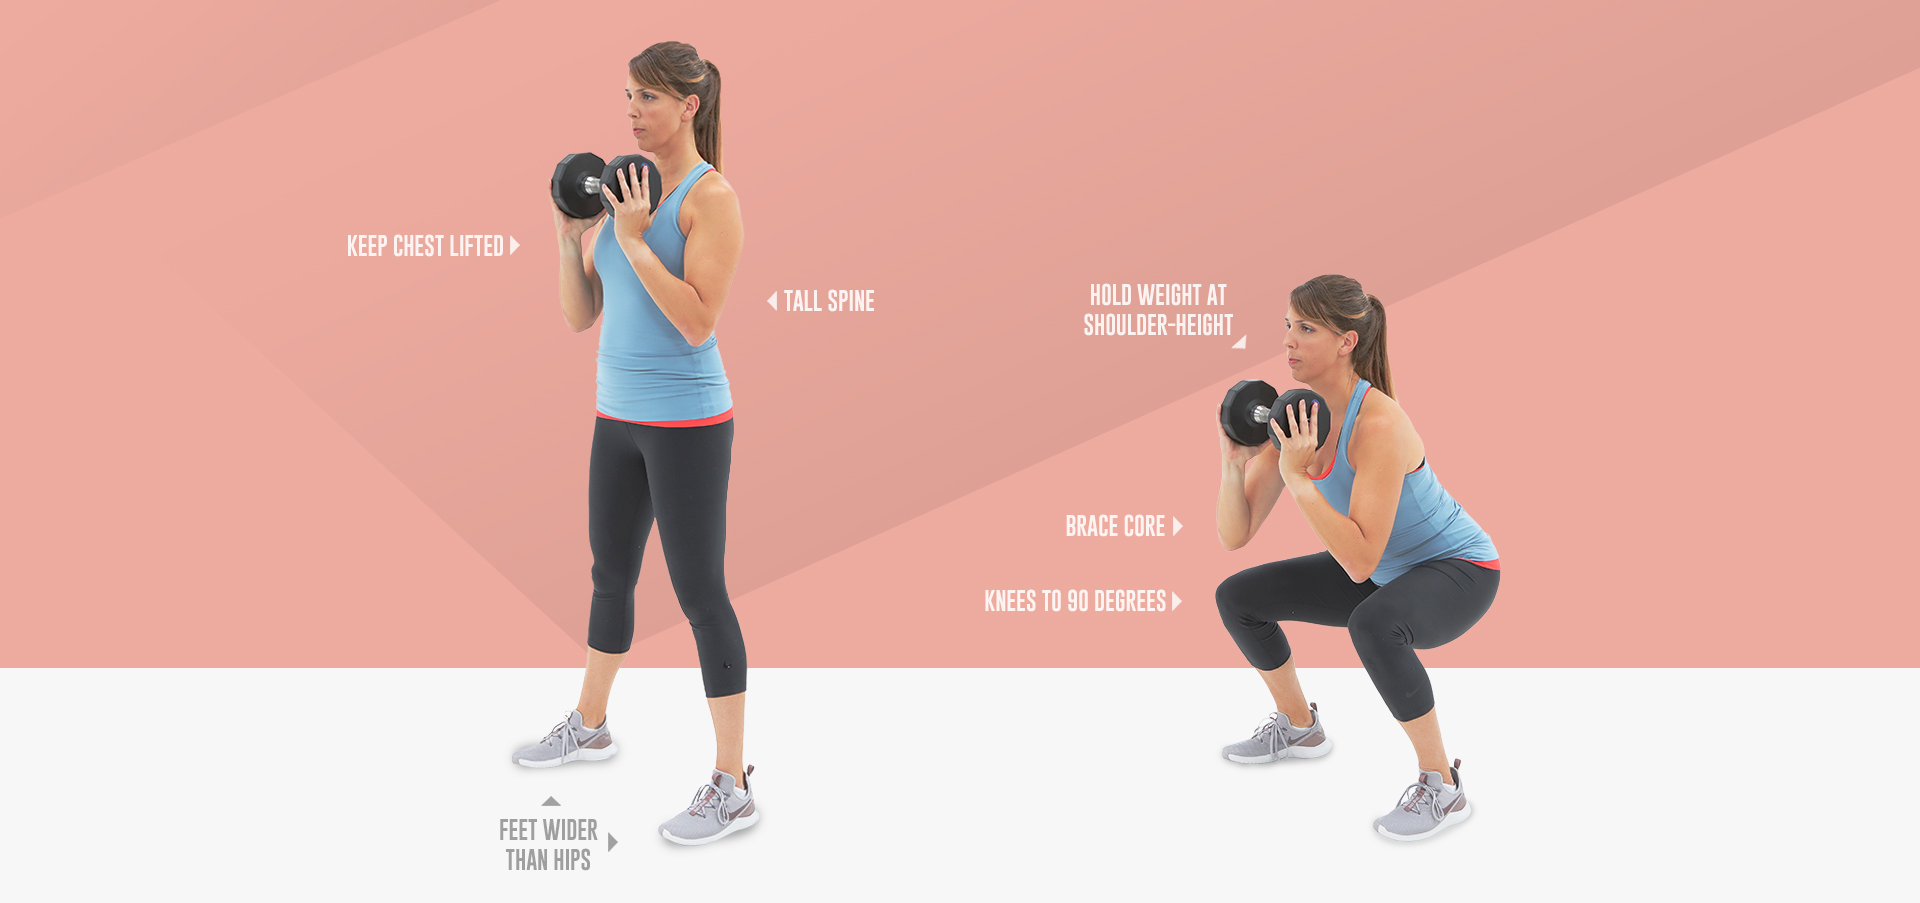 KEEP CHEST LIFTED
TALL SPINE
FEET WIDER
THAN HIPS
HOLD WEIGHT AT
SHOULDER-HEIGHT
BRACE CORE
KNEES TO 90 DEGREES